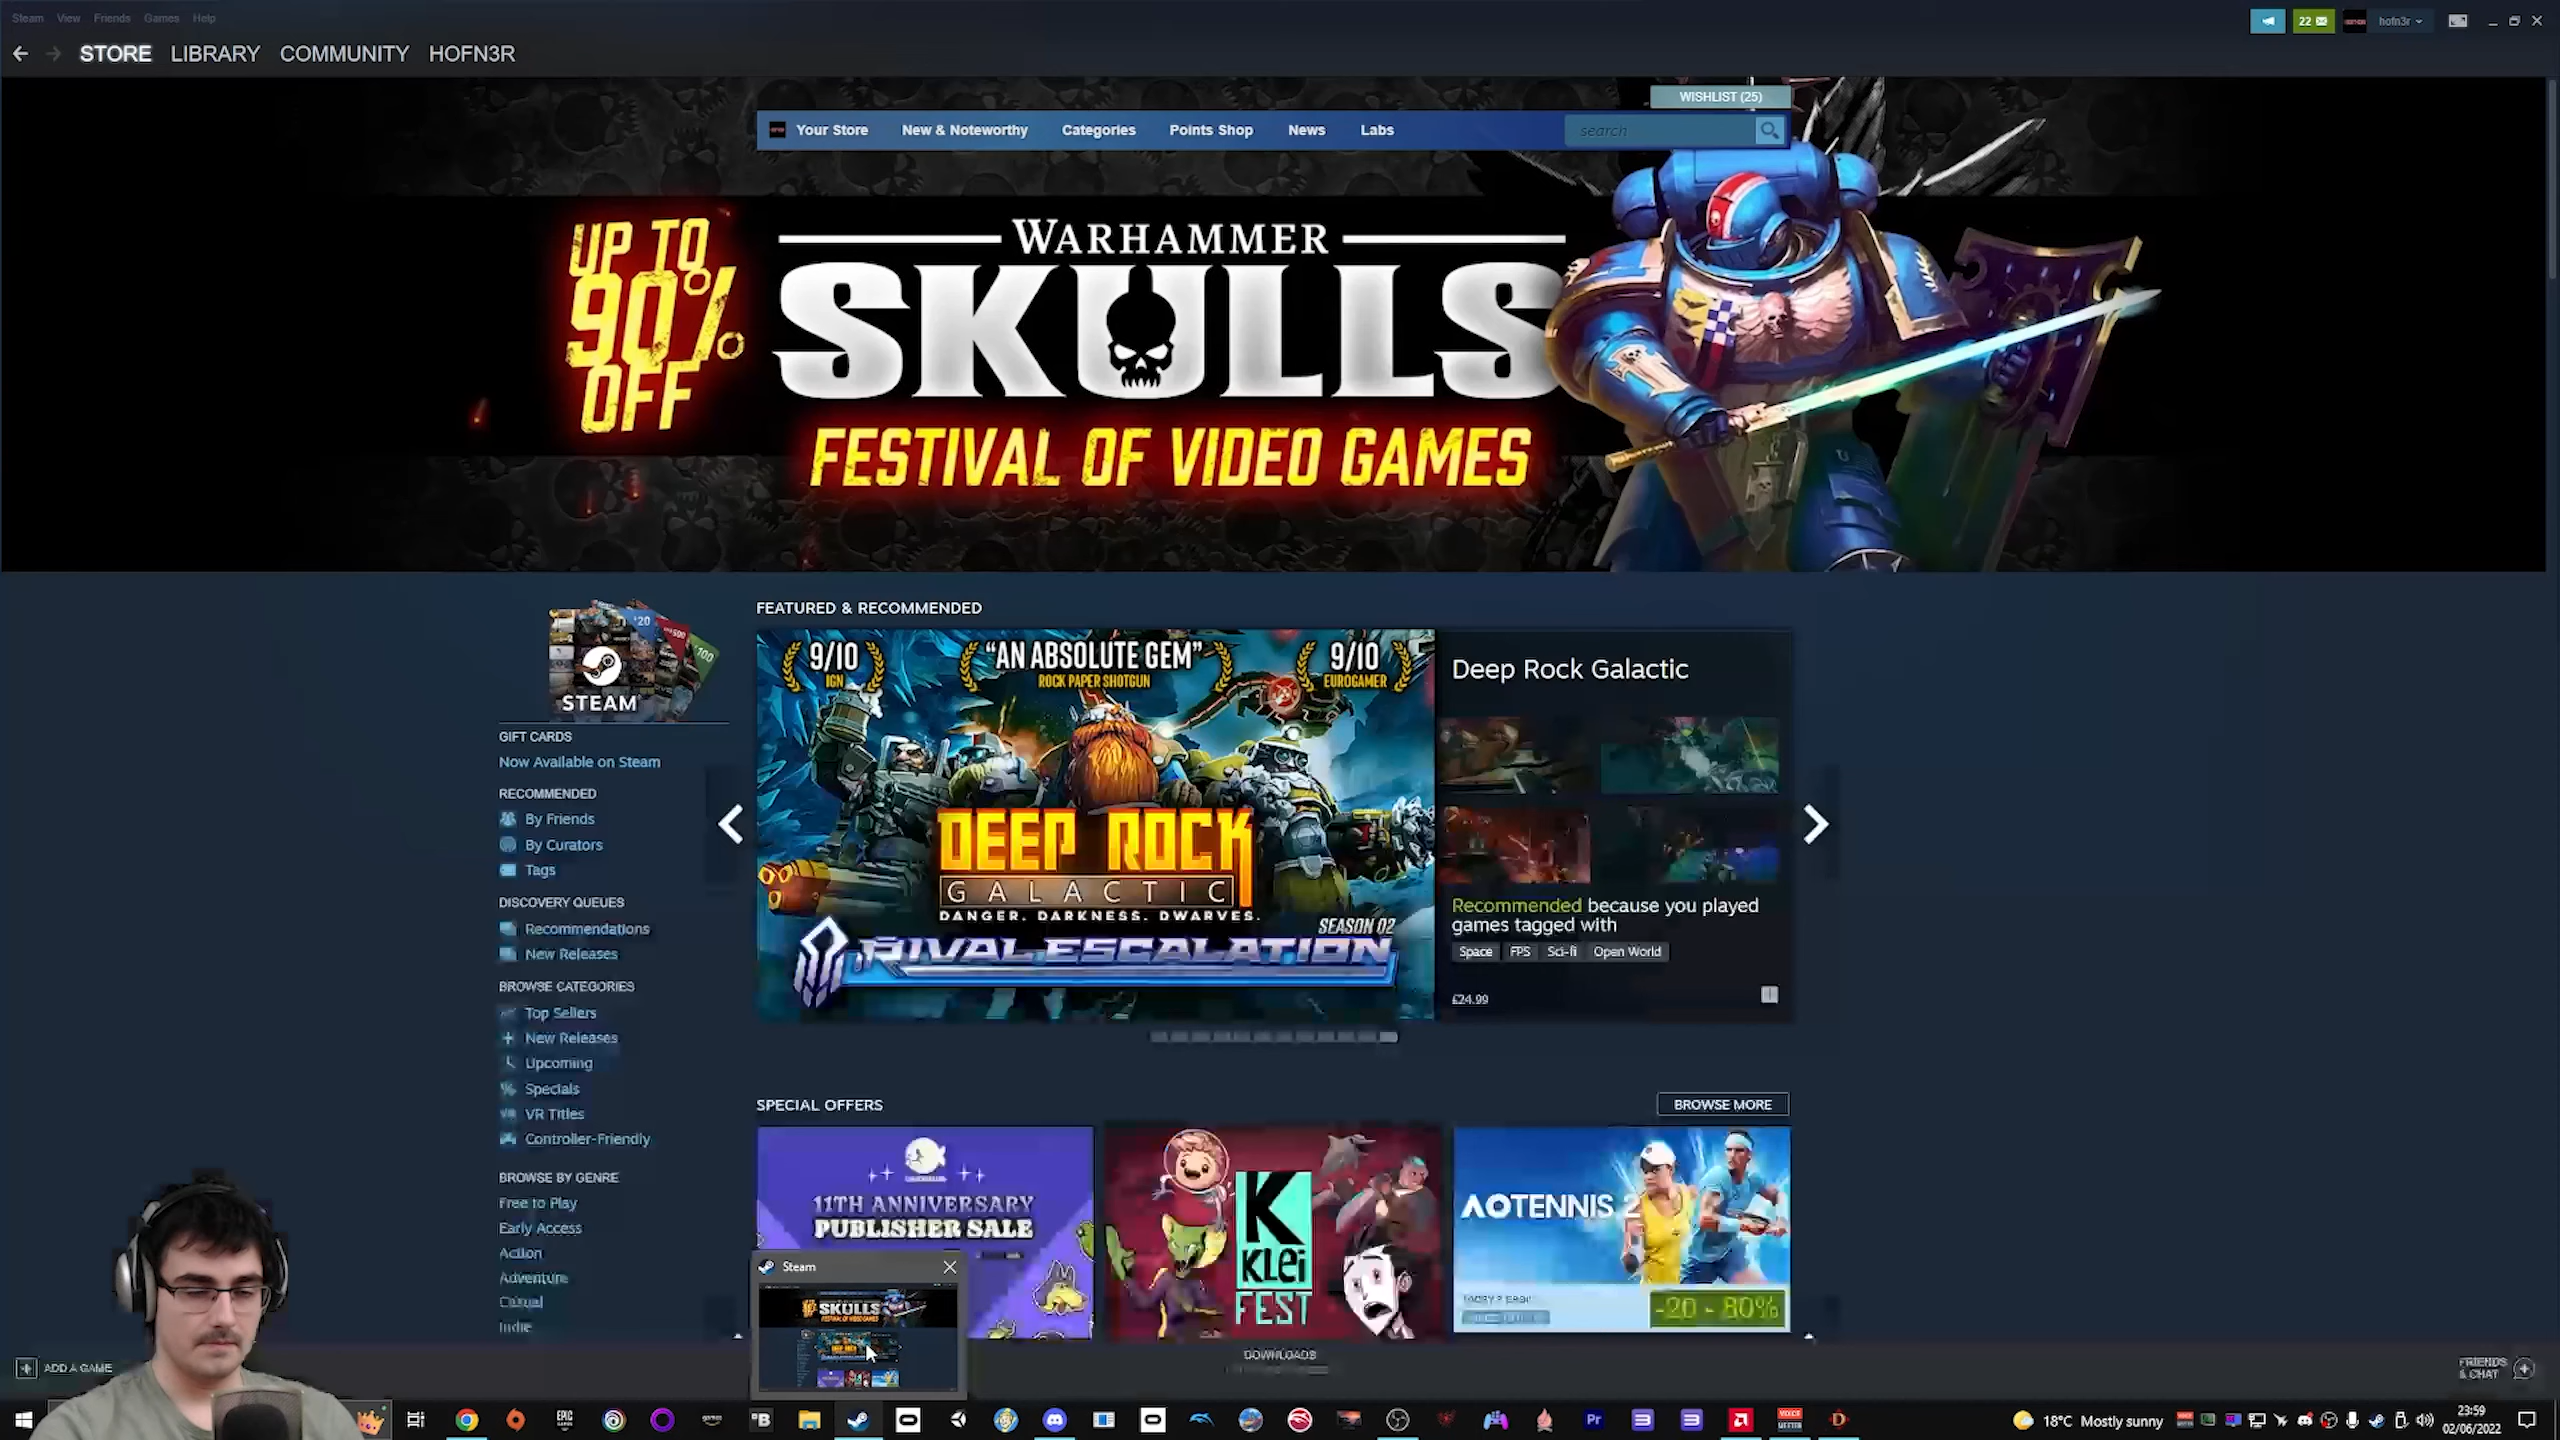 Steam View Friends Games Help
22
hofn3r
STORE LIBRARY COMMUNITY HOFN3R
WISHLIST (25)
Your Store New & Noteworthy Categories Points Shop News Labs search
UP TO
90%
OFF
WARHAMMER
SKULLS
FESTIVAL OF VIDEO GAMES
STEAM
GIFT CARDS
Now Available on Steam
RECOMMENDED
By Friends
By Curators
Tags
DISCOVERY QUEUES
Recommendations
New Releases
BROWSE CATEGORIES
Top Sellers
New Releases
Upcoming
Specials
VR Titles
Controller-Friendly
BROWSE BY GENRE
Free to Play
Early Access
Action
Adventure
Casual
Indie
FEATURED & RECOMMENDED
9/10
IGN
"AN ABSOLUTE GEM"
ROCK PAPER SHOTGUN
9/10
EUROGAMER
DEEP ROCK
GALACTIC
DANGER. DARKNESS. DWARVES.
SEASON 02
RIVAL ESCALATION
Deep Rock Galactic
Recommended because you played
games tagged with
Space FPS Sci-fi Open World
£24.99
SPECIAL OFFERS
BROWSE MORE
11TH ANNIVERSARY
PUBLISHER SALE
K
KLei
FEST
AO TENNIS 2
-20 - 80%
Steam
SKULLS
ADD A GAME
DOWNLOADS
FRIENDS
& CHAT
EPIC
GAMES
B
Pr
18°C Mostly sunny
23:59
02/06/2022